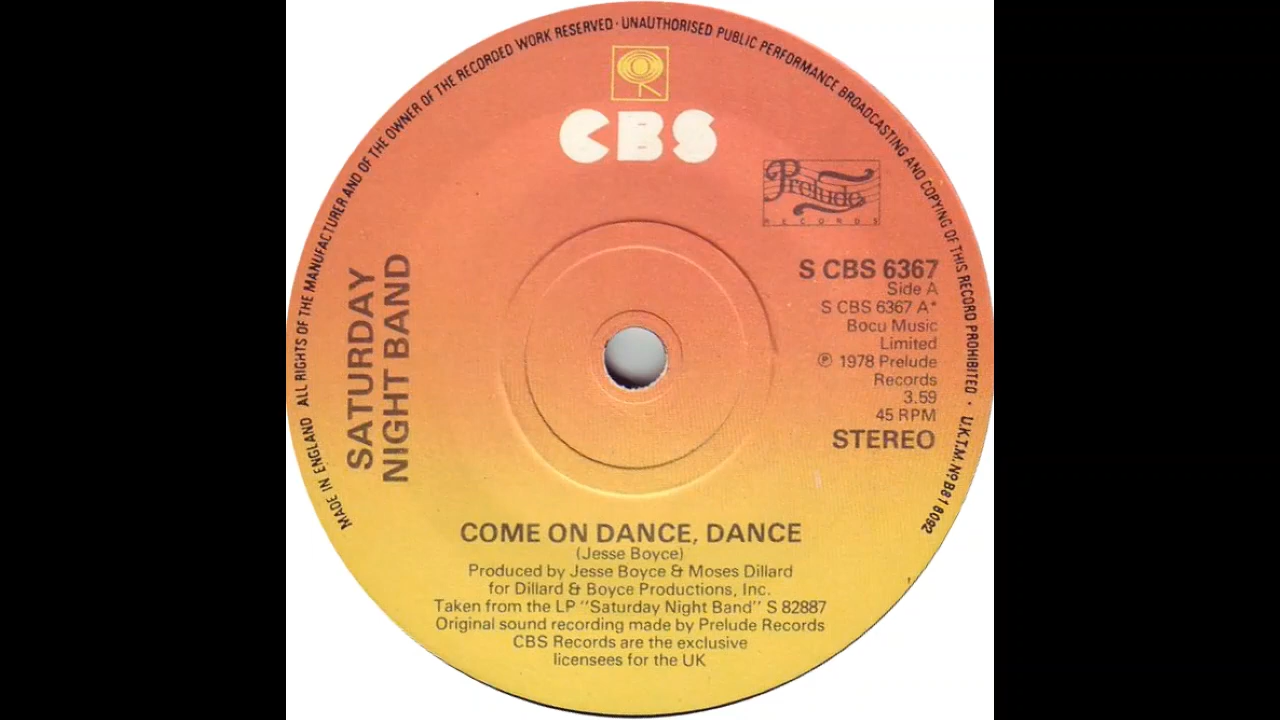 MADE IN ENGLAND ALL RIGHTS OF THE MANUFACTURER AND OF THE OWNER OF THE RECORDED WORK RESERVED · UNAUTHORISED PUBLIC PERFORMANCE BROADCASTING AND COPYING OF THIS RECORD PROHIBITED · U.K.T.M. Nº B818092
CBS
Prelude
RECORDS
SATURDAY
NIGHT BAND
S CBS 6367
Side A
S CBS 6367 A*
Bocu Music
Limited
℗ 1978 Prelude
Records
3.59
45 RPM
STEREO
COME ON DANCE, DANCE
(Jesse Boyce)
Produced by Jesse Boyce & Moses Dillard
for Dillard & Boyce Productions, Inc.
Taken from the LP "Saturday Night Band" S 82887
Original sound recording made by Prelude Records
CBS Records are the exclusive
licensees for the UK